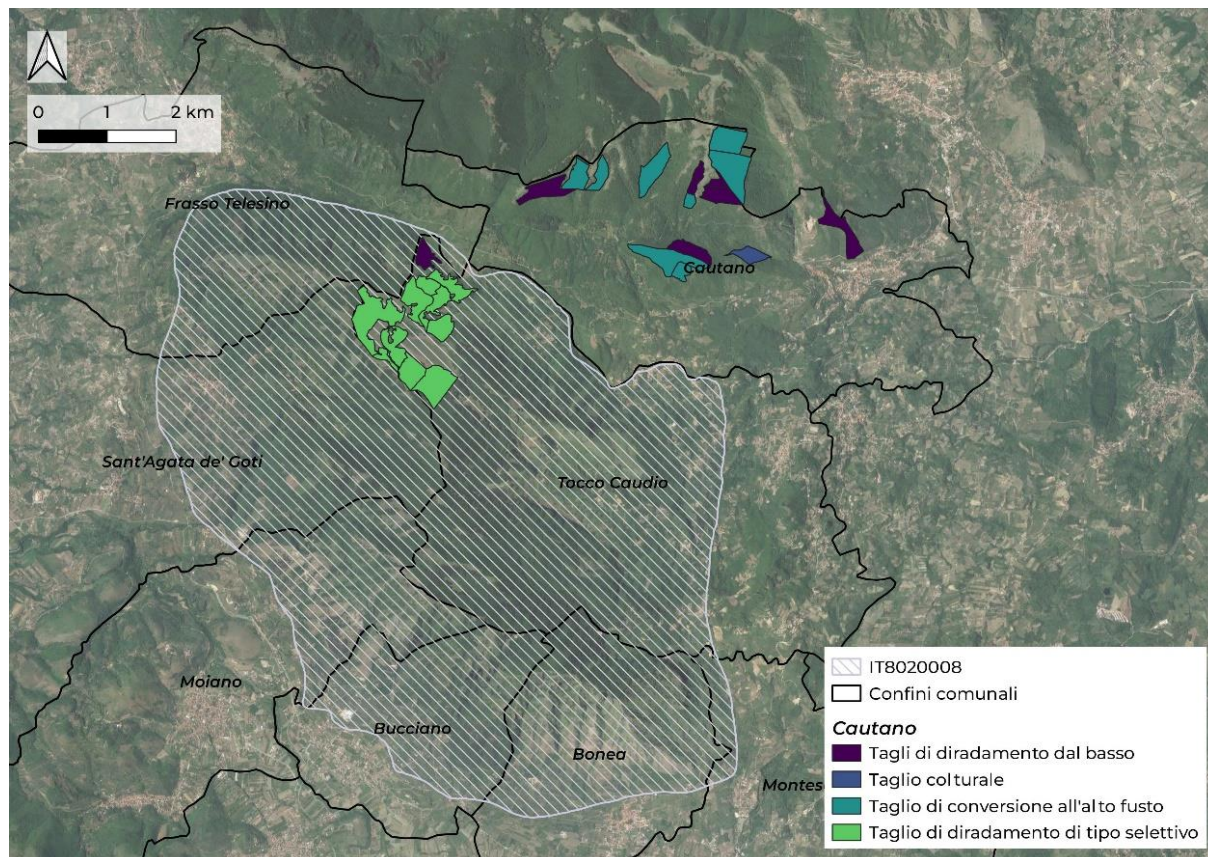 0 1 2 km
Frasso Telesino
Cautano
Sant'Agata de' Goti
Tocco Caudio
Moiano
Bucciano
Bonea
Montes
IT8020008
Confini comunali
Cautano
Tagli di diradamento dal basso
Taglio colturale
Taglio di conversione all'alto fusto
Taglio di diradamento di tipo selettivo